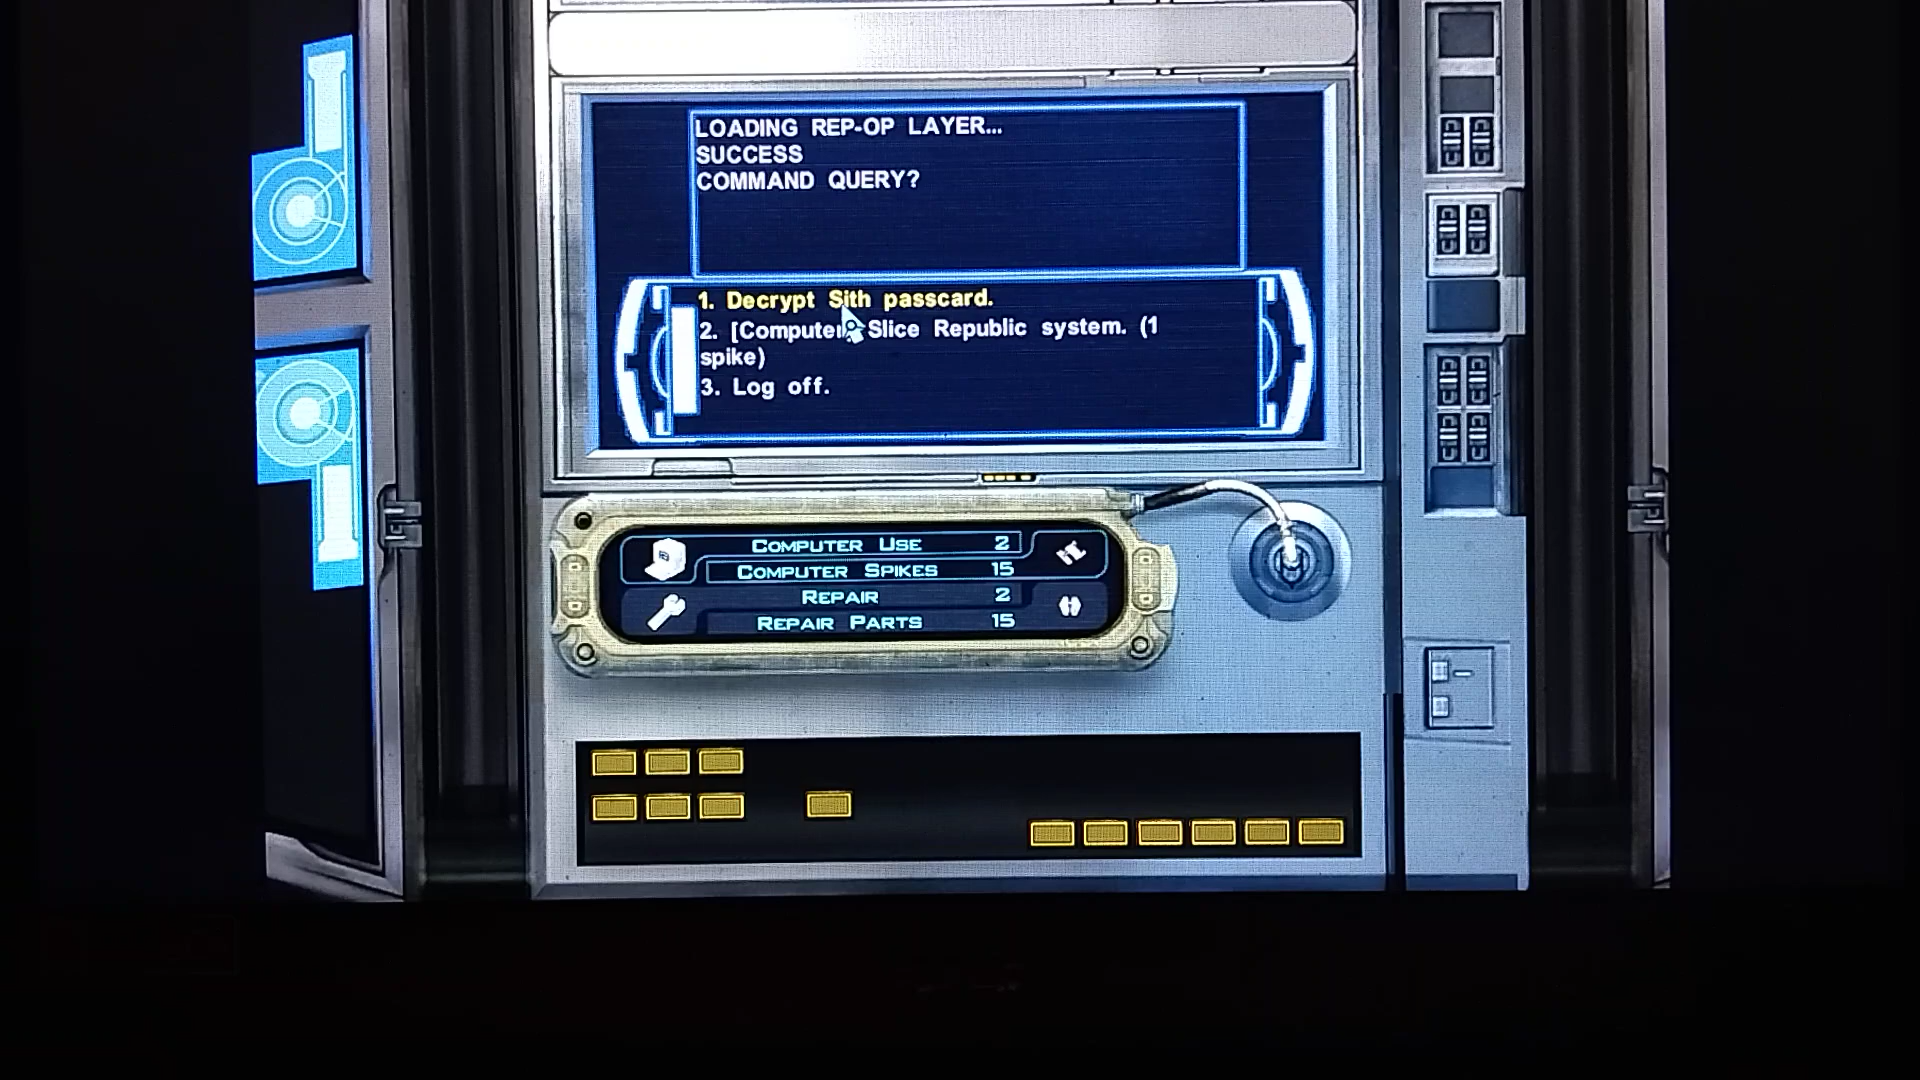 LOADING REP-OP LAYER...
SUCCESS
COMMAND QUERY?
1. Decrypt Sith passcard.
2. [Computer] Slice Republic system. (1
spike)
3. Log off.
COMPUTER USE 2
COMPUTER SPIKES 15
REPAIR 2
REPAIR PARTS 15